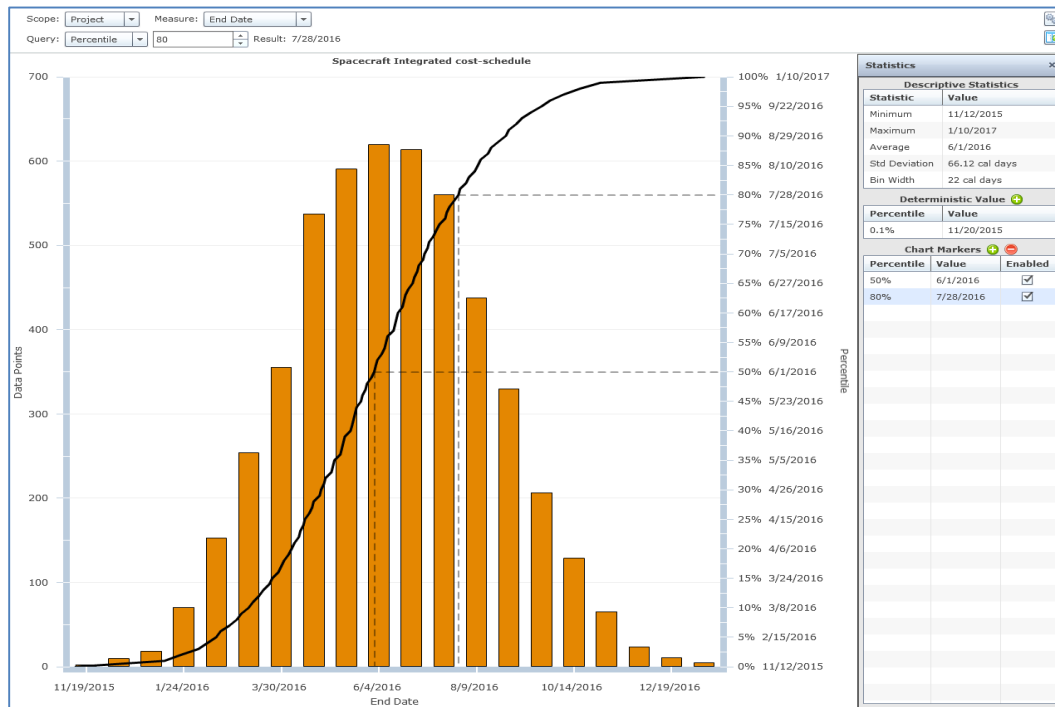 Scope: Project Measure: End Date
Query: Percentile 80 Result: 7/28/2016
Spacecraft Integrated cost-schedule
700
600
500
400
300
200
100
0
Data Points
11/19/2015 1/24/2016 3/30/2016 6/4/2016 8/9/2016 10/14/2016 12/19/2016
End Date
100% 1/10/2017
95% 9/22/2016
90% 8/29/2016
85% 8/10/2016
80% 7/28/2016
75% 7/15/2016
70% 7/5/2016
65% 6/27/2016
60% 6/17/2016
55% 6/9/2016
50% 6/1/2016
45% 5/23/2016
40% 5/16/2016
35% 5/5/2016
30% 4/26/2016
25% 4/15/2016
20% 4/6/2016
15% 3/24/2016
10% 3/8/2016
5% 2/15/2016
0% 11/12/2015
Percentile
Statistics
Descriptive Statistics
Statistic Value
Minimum 11/12/2015
Maximum 1/10/2017
Average 6/1/2016
Std Deviation 66.12 cal days
Bin Width 22 cal days
Deterministic Value
Percentile Value
0.1% 11/20/2015
Chart Markers
Percentile Value Enabled
50% 6/1/2016
80% 7/28/2016